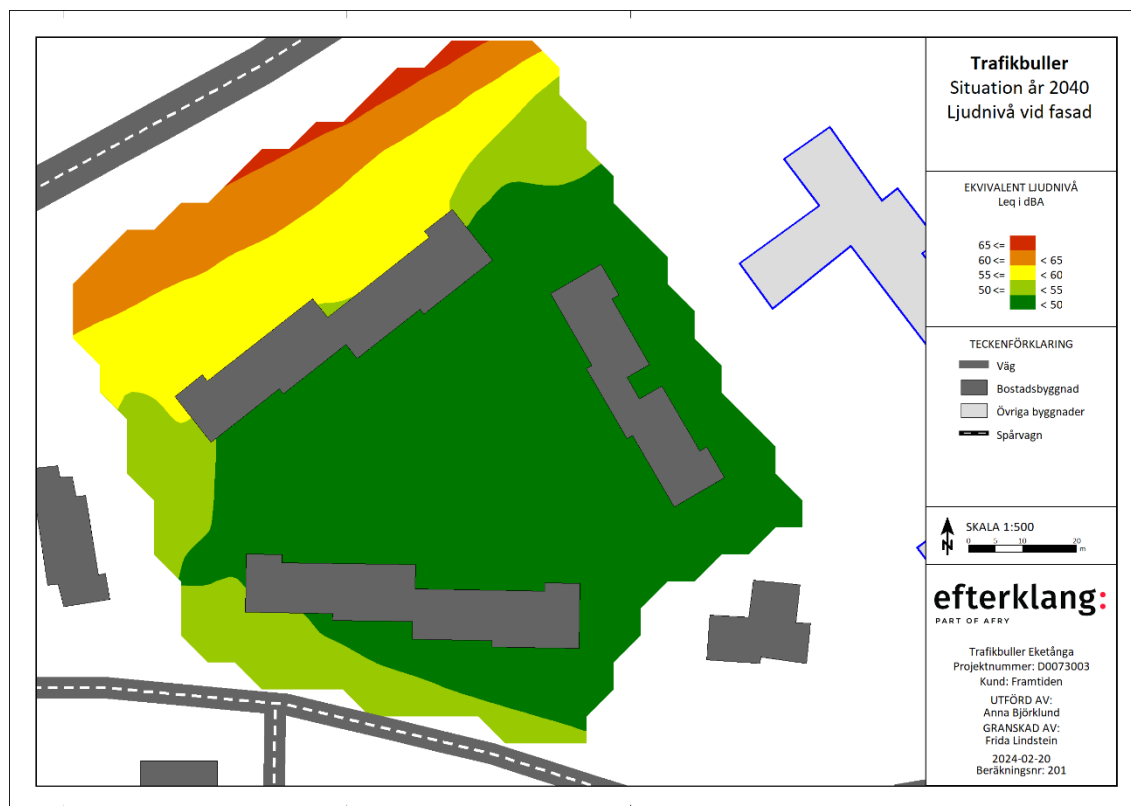 Trafikbuller
Situation år 2040
Ljudnivå vid fasad
EKVIVALENT LJUDNIVÅ
Leq i dBA
65 <=
60 <= < 65
55 <= < 60
50 <= < 55
< 50
TECKENFÖRKLARING
Väg
Bostadsbyggnad
Övriga byggnader
Spårvagn
N
SKALA 1:500
0 5 10 20
m
efterklang:
PART OF AFRY
Trafikbuller Eketånga
Projektnummer: D0073003
Kund: Framtiden
UTFÖRD AV:
Anna Björklund
GRANSKAD AV:
Frida Lindstein
2024-02-20
Beräkningsnr: 201